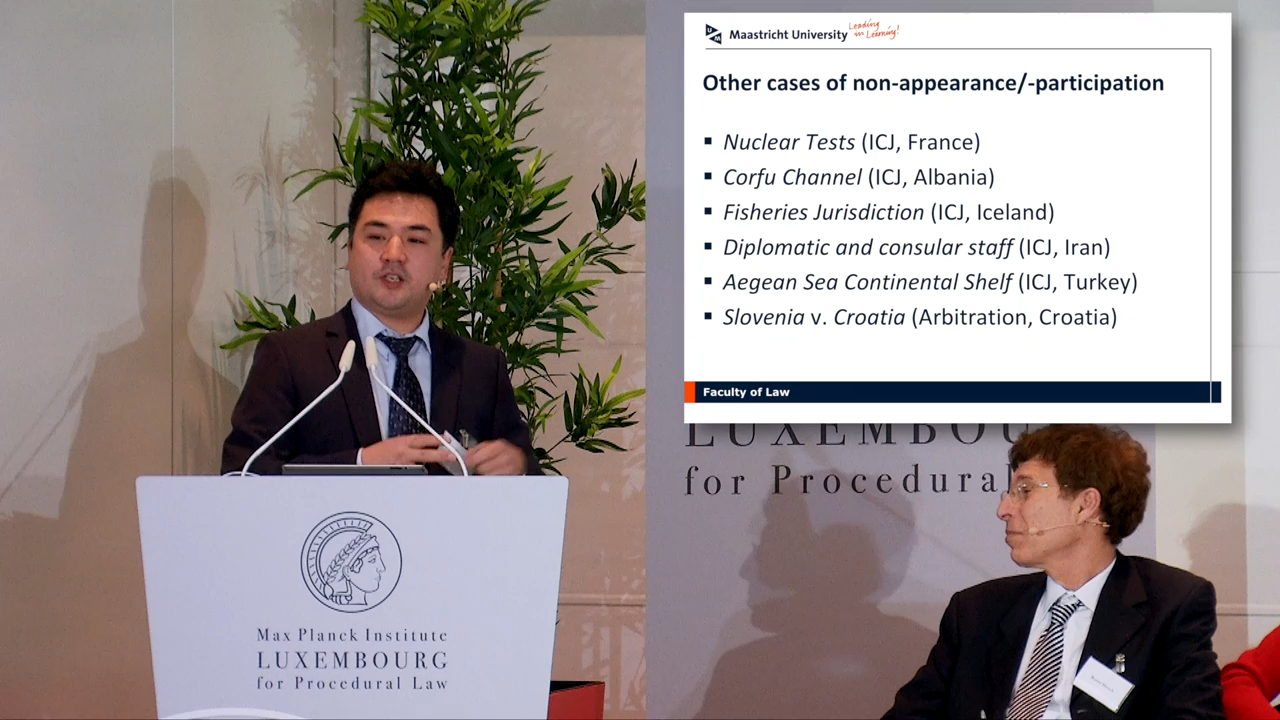 Maastricht University
Leading in Learning!
Other cases of non-appearance/-participation
▪ Nuclear Tests (ICJ, France)
▪ Corfu Channel (ICJ, Albania)
▪ Fisheries Jurisdiction (ICJ, Iceland)
▪ Diplomatic and consular staff (ICJ, Iran)
▪ Aegean Sea Continental Shelf (ICJ, Turkey)
▪ Slovenia v. Croatia (Arbitration, Croatia)
Faculty of Law
for Procedural
Max Planck Institute
LUXEMBOURG
for Procedural Law